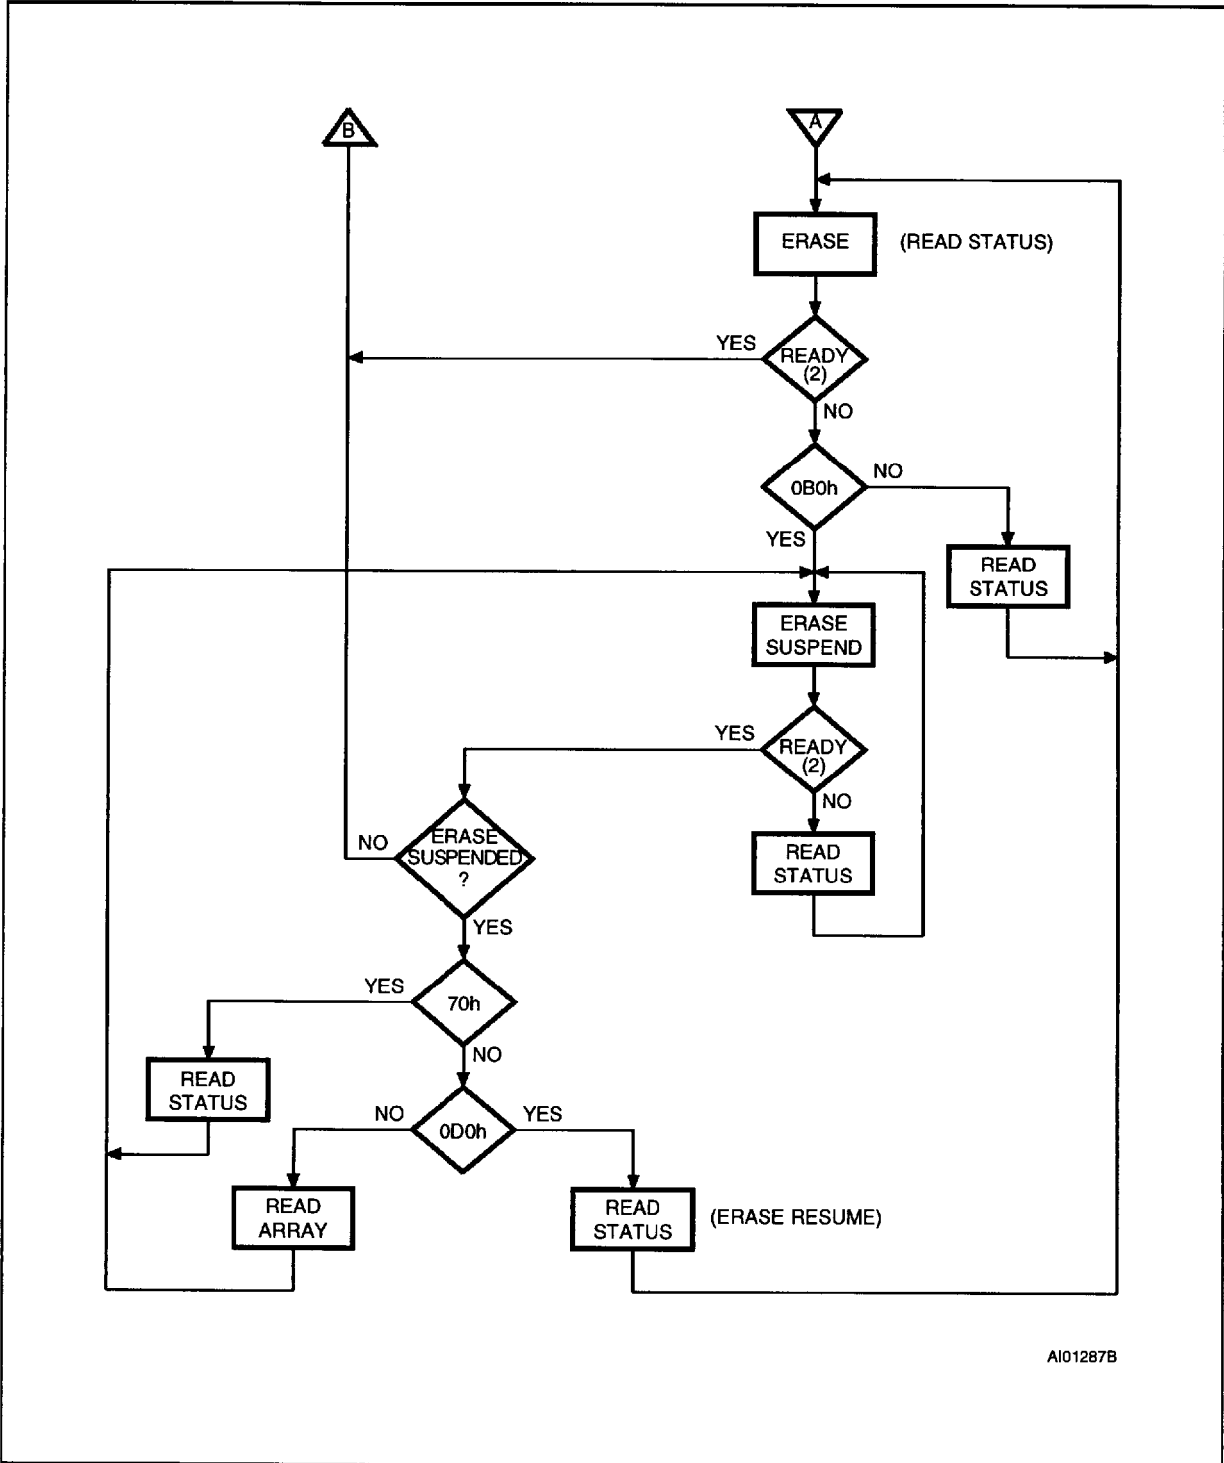 B
A
ERASE
(READ STATUS)
YES
READY
(2)
NO
0B0h
NO
YES
READ
STATUS
ERASE
SUSPEND
YES
READY
(2)
NO
READ
STATUS
NO
ERASE
SUSPENDED
?
YES
YES
70h
NO
READ
STATUS
NO
0D0h
YES
READ
ARRAY
READ
STATUS
(ERASE RESUME)
AI01287B